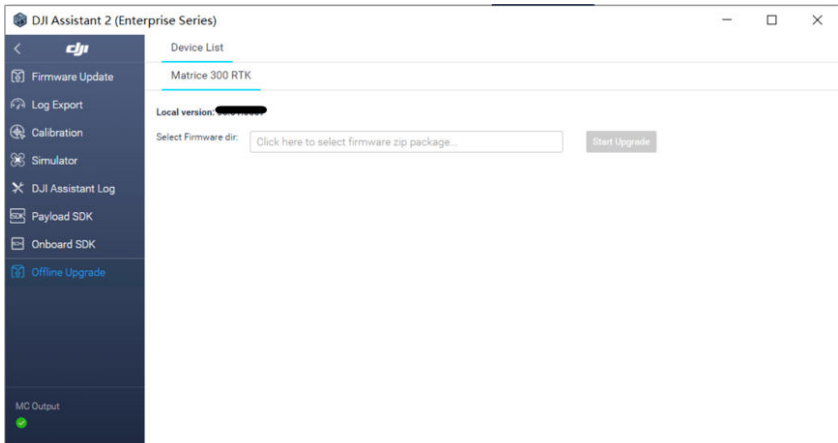 DJI Assistant 2 (Enterprise Series)
dji
Device List
Firmware Update
Matrice 300 RTK
Log Export
Local version:
Calibration
Select Firmware dir:
Click here to select firmware zip package...
Start Upgrade
Simulator
DJI Assistant Log
SDK
Payload SDK
Onboard SDK
Offline Upgrade
MC Output